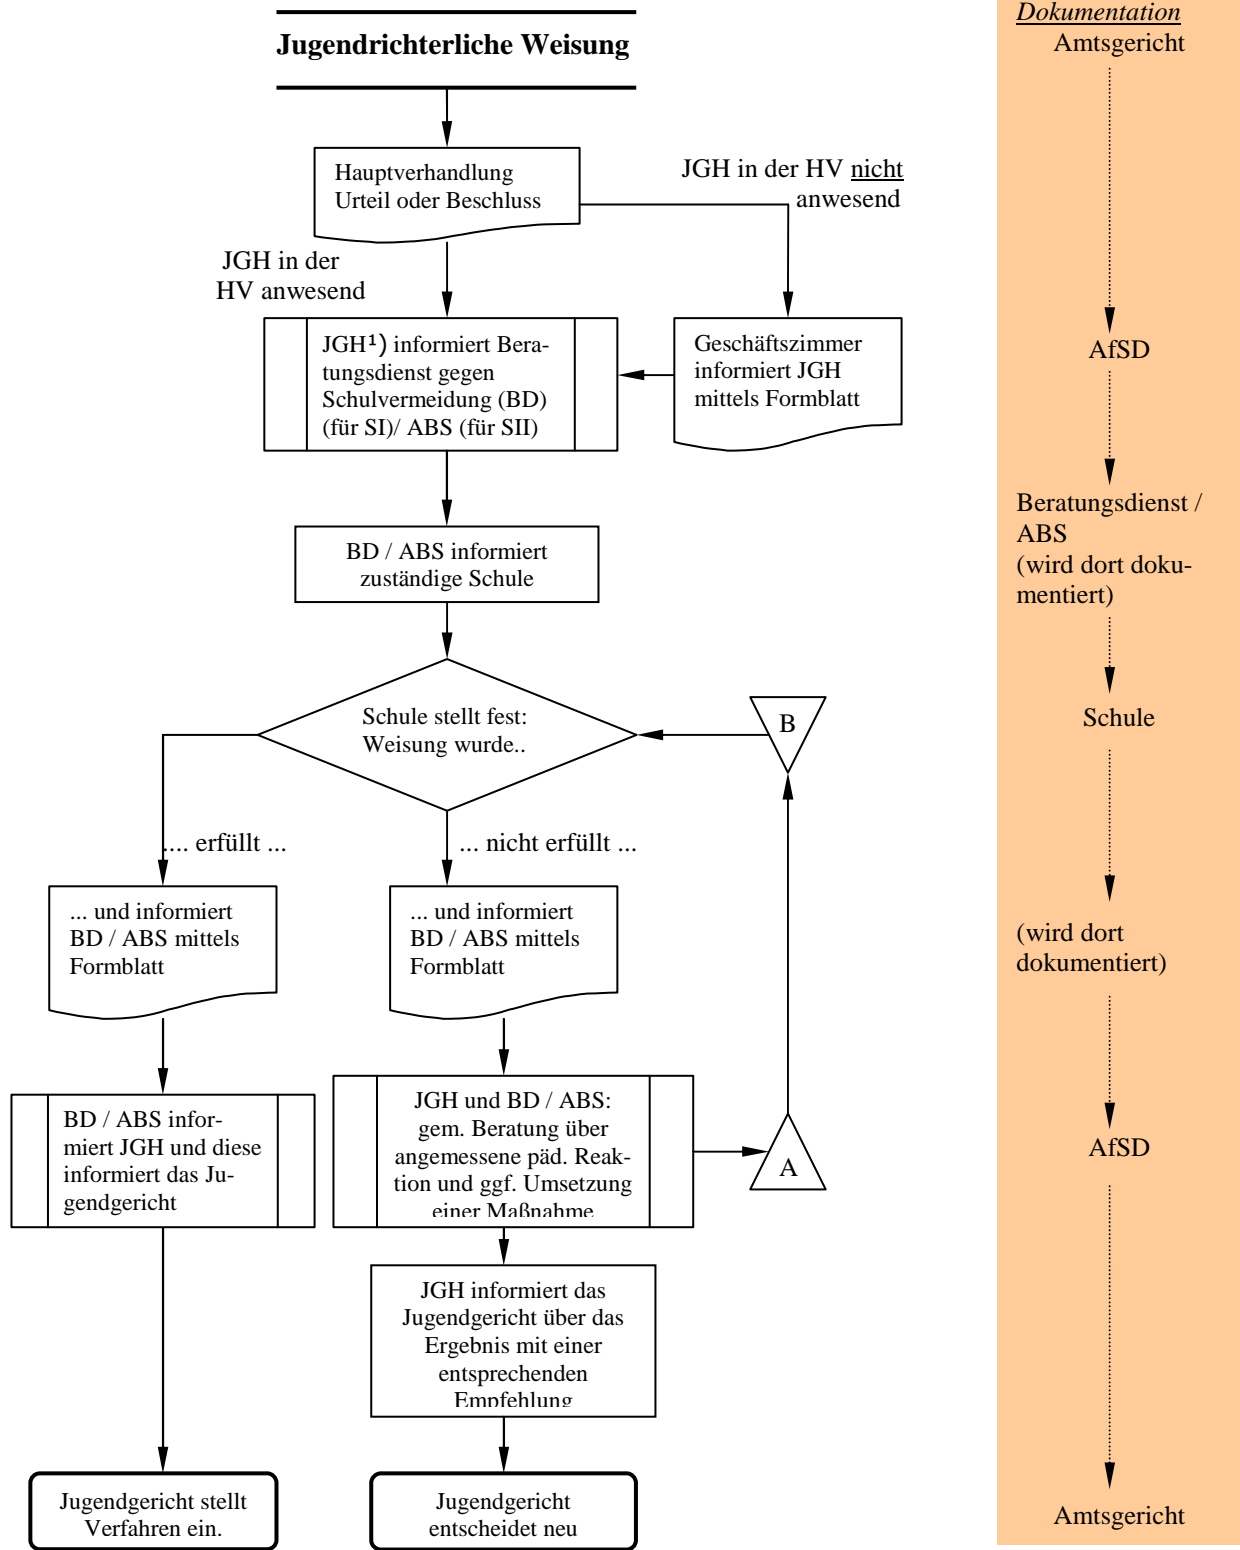 Jugendrichterliche Weisung
Hauptverhandlung
Urteil oder Beschluss
JGH in der HV nicht
anwesend
JGH in der
HV anwesend
JGH¹) informiert Bera-
tungsdienst gegen
Schulvermeidung (BD)
(für SI)/ ABS (für SII)
Geschäftszimmer
informiert JGH
mittels Formblatt
BD / ABS informiert
zuständige Schule
Schule stellt fest:
Weisung wurde..
B
.... erfüllt ...
... nicht erfüllt ...
... und informiert
BD / ABS mittels
Formblatt
... und informiert
BD / ABS mittels
Formblatt
BD / ABS infor-
miert JGH und diese
informiert das Ju-
gendgericht
JGH und BD / ABS:
gem. Beratung über
angemessene päd. Reak-
tion und ggf. Umsetzung
einer Maßnahme
A
JGH informiert das
Jugendgericht über das
Ergebnis mit einer
entsprechenden
Empfehlung
Jugendgericht stellt
Verfahren ein.
Jugendgericht
entscheidet neu
Dokumentation
Amtsgericht
AfSD
Beratungsdienst /
ABS
(wird dort doku-
mentiert)
Schule
(wird dort
dokumentiert)
AfSD
Amtsgericht